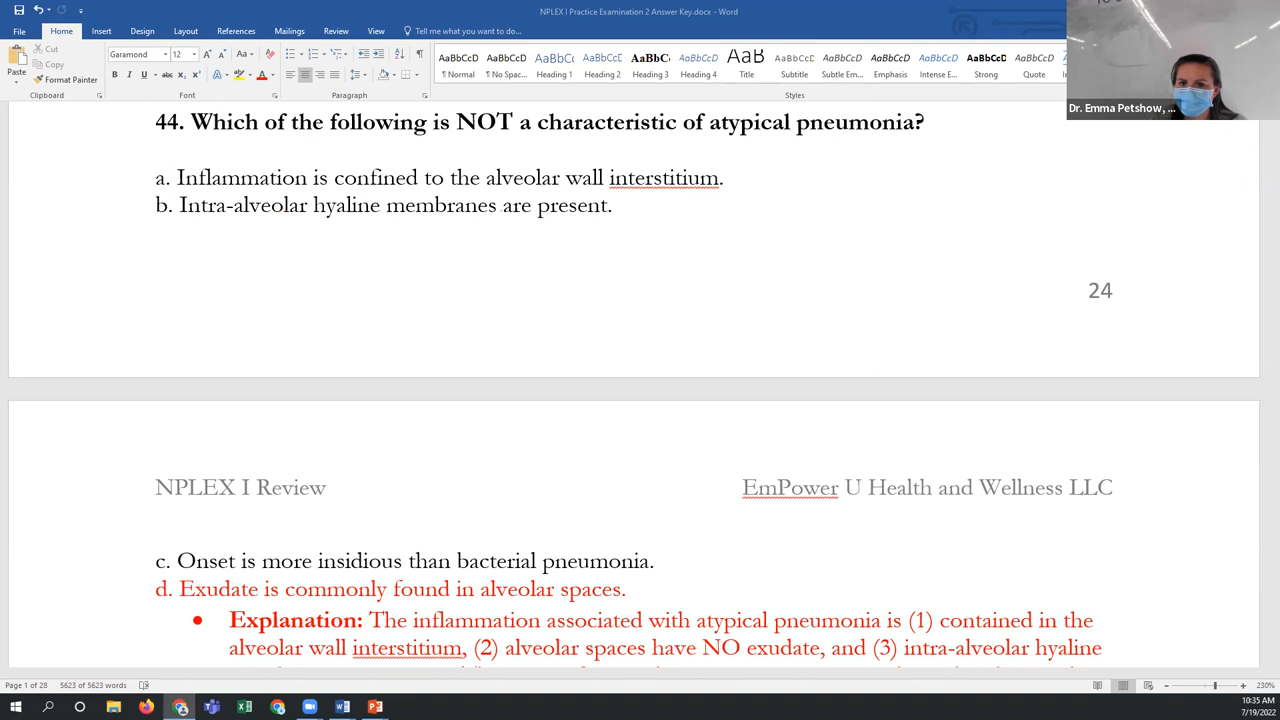 NPLEX I Practice Examination 2 Answer Key.docx - Word
File Home Insert Design Layout References Mailings Review View Tell me what you want to do...
Cut
Copy
Format Painter
Paste
Garamond 12
Clipboard Font Paragraph Styles
AaBbCcD AaBbCcD AaBbCc AaBbCcD AaBbC AaBbCcD AaB AaBbCcD AaBbCcD AaBbCcD AaBbCcD AaBbCcD AaBbCcD
¶ Normal ¶ No Spac... Heading 1 Heading 2 Heading 3 Heading 4 Title Subtitle Subtle Em... Emphasis Intense E... Strong Quote
Dr. Emma Petshow, ...
44. Which of the following is NOT a characteristic of atypical pneumonia?
a. Inflammation is confined to the alveolar wall interstitium.
b. Intra-alveolar hyaline membranes are present.
24
NPLEX I Review EmPower U Health and Wellness LLC
c. Onset is more insidious than bacterial pneumonia.
d. Exudate is commonly found in alveolar spaces.
• Explanation: The inflammation associated with atypical pneumonia is (1) contained in the
alveolar wall interstitium, (2) alveolar spaces have NO exudate, and (3) intra-alveolar hyaline
Page 1 of 28 5623 of 5623 words 230%
10:35 AM
7/19/2022